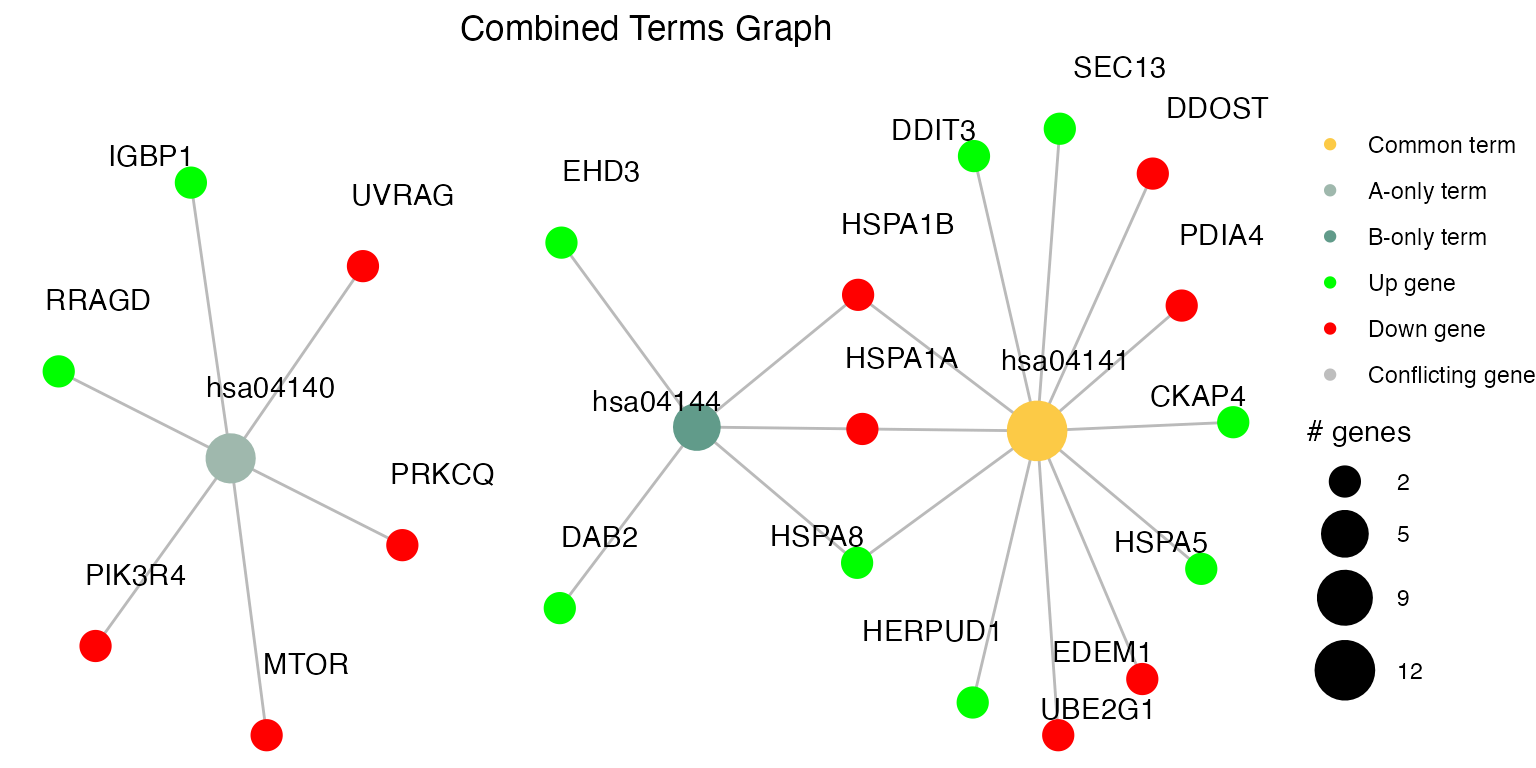 Combined Terms Graph
SEC13
DDOST
DDIT3
IGBP1
EHD3
UVRAG
HSPA1B
PDIA4
RRAGD
HSPA1A
hsa04141
hsa04140
hsa04144
CKAP4
PRKCQ
DAB2
HSPA8
HSPA5
PIK3R4
HERPUD1
EDEM1
MTOR
UBE2G1
Common term
A-only term
B-only term
Up gene
Down gene
Conflicting gene
# genes
2
5
9
12